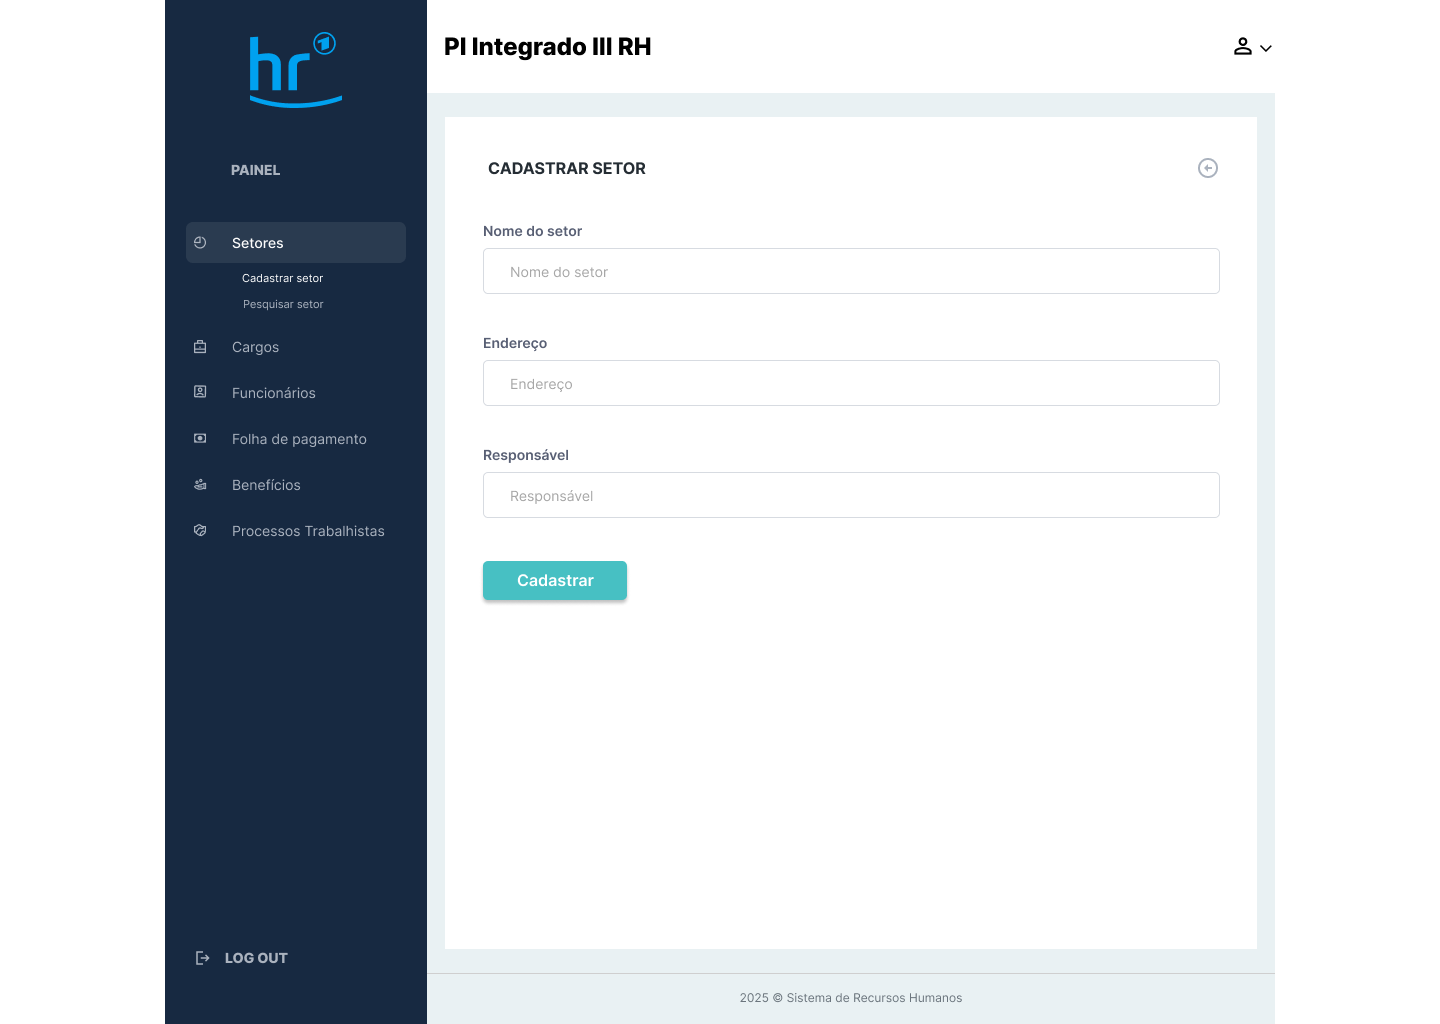 hr
PAINEL
Setores
Cadastrar setor
Pesquisar setor
Cargos
Funcionários
Folha de pagamento
Benefícios
Processos Trabalhistas
LOG OUT
PI Integrado III RH
CADASTRAR SETOR
Nome do setor
Nome do setor
Endereço
Endereço
Responsável
Responsável
Cadastrar
2025 © Sistema de Recursos Humanos